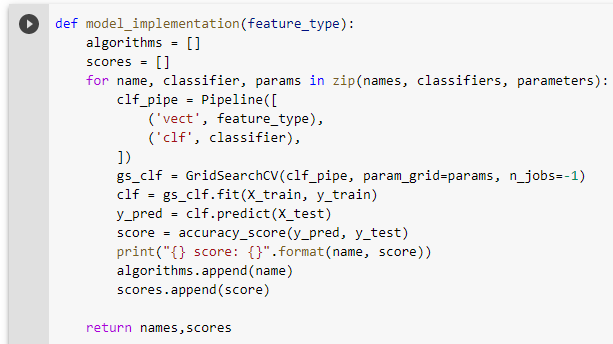 def model_implementation(feature_type):
    algorithms = []
    scores = []
    for name, classifier, params in zip(names, classifiers, parameters):
        clf_pipe = Pipeline([
            ('vect', feature_type),
            ('clf', classifier),
        ])
        gs_clf = GridSearchCV(clf_pipe, param_grid=params, n_jobs=-1)
        clf = gs_clf.fit(X_train, y_train)
        y_pred = clf.predict(X_test)
        score = accuracy_score(y_pred, y_test)
        print("{} score: {}".format(name, score))
        algorithms.append(name)
        scores.append(score)

    return names,scores